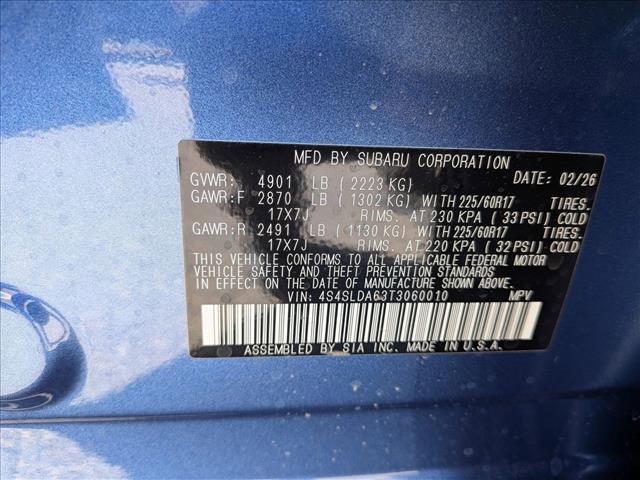 MFD BY SUBARU CORPORATION
GVWR: 4901 LB ( 2223 KG) DATE: 02/26
GAWR:F 2870 LB ( 1302 KG) WITH 225/60R17 TIRES.
17X7J RIMS. AT 230 KPA ( 33 PSI) COLD
GAWR:R 2491 LB ( 1130 KG) WITH 225/60R17 TIRES.
17X7J RIMS. AT 220 KPA ( 32 PSI) COLD
THIS VEHICLE CONFORMS TO ALL APPLICABLE FEDERAL MOTOR
VEHICLE SAFETY AND THEFT PREVENTION STANDARDS
IN EFFECT ON THE DATE OF MANUFACTURE SHOWN ABOVE.
VIN: 4S4SLDA63T3060010 MPV
ASSEMBLED BY SIA INC. MADE IN U.S.A.